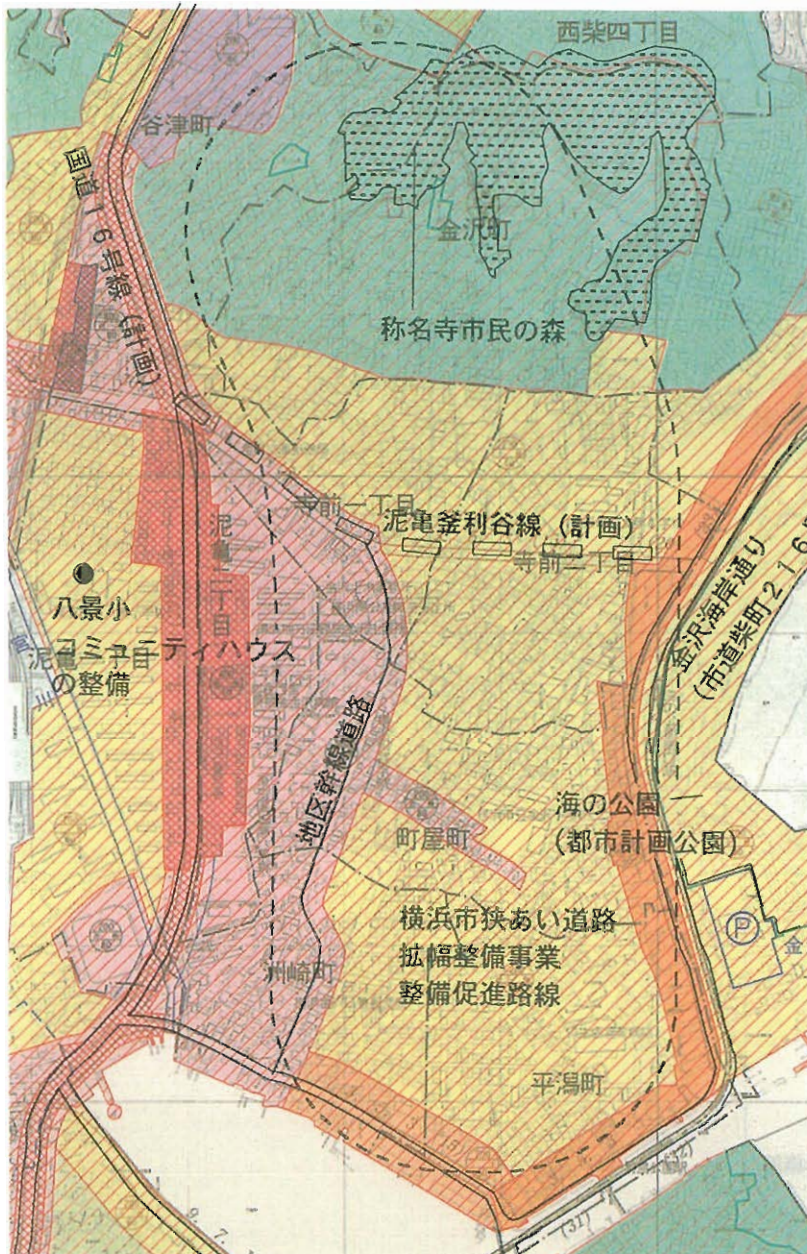 西柴四丁目
谷津町
国道16号線(計画)
金沢町
称名寺市民の森
寺前一丁目
泥亀釜利谷線(計画)
寺前二丁目
泥亀二丁目
金沢海岸通り
(市道柴町216
八景小
コミュニティハウス
の整備
泥亀一丁目
地区幹線道路
海の公園
(都市計画公園)
町屋町
P
金
横浜市狭あい道路
拡幅整備事業
整備促進路線
洲崎町
平潟町
(31)